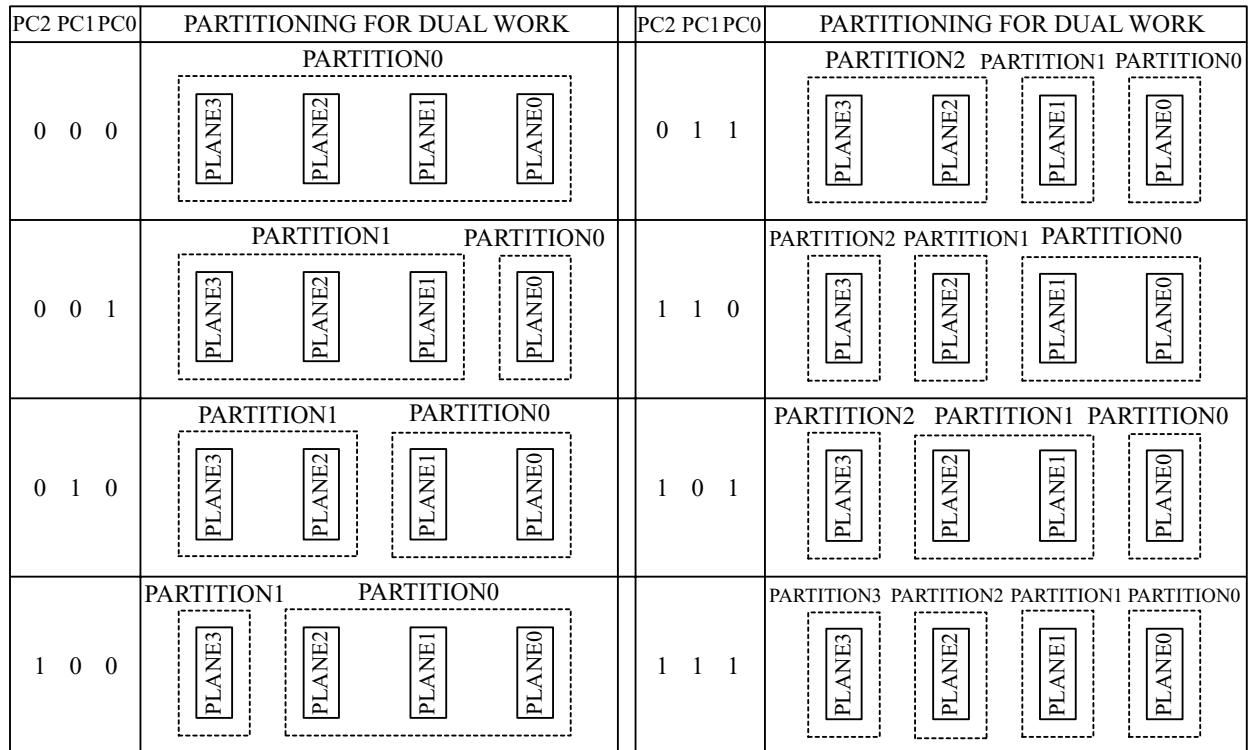 PC2 PC1 PC0 PARTITIONING FOR DUAL WORK
0 0 0
PARTITION0
PLANE3 PLANE2 PLANE1 PLANE0
0 0 1
PARTITION1 PARTITION0
PLANE3 PLANE2 PLANE1 PLANE0
0 1 0
PARTITION1 PARTITION0
PLANE3 PLANE2 PLANE1 PLANE0
1 0 0
PARTITION1 PARTITION0
PLANE3 PLANE2 PLANE1 PLANE0
PC2 PC1 PC0 PARTITIONING FOR DUAL WORK
0 1 1
PARTITION2 PARTITION1 PARTITION0
PLANE3 PLANE2 PLANE1 PLANE0
1 1 0
PARTITION2 PARTITION1 PARTITION0
PLANE3 PLANE2 PLANE1 PLANE0
1 0 1
PARTITION2 PARTITION1 PARTITION0
PLANE3 PLANE2 PLANE1 PLANE0
1 1 1
PARTITION3 PARTITION2 PARTITION1 PARTITION0
PLANE3 PLANE2 PLANE1 PLANE0